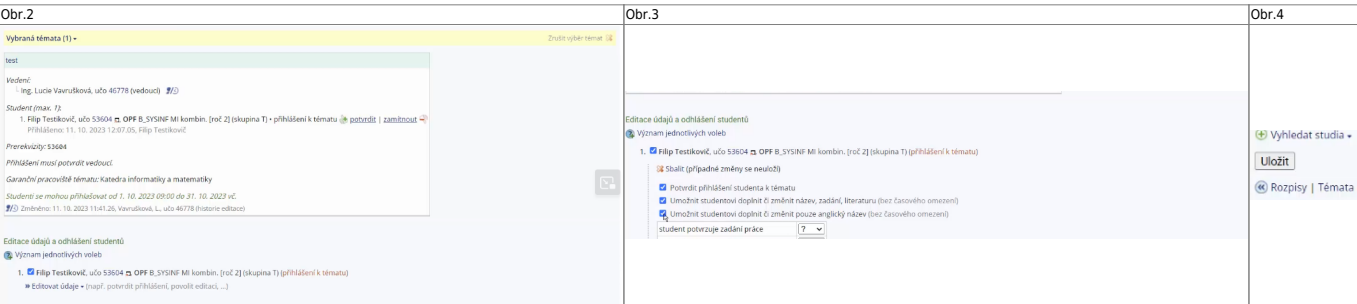 Obr.2
Vybraná témata (1)
Zrušit výběr témat
test
Vedení:
Ing. Lucie Vavrušková, učo 46778 (vedoucí)
Student (max. 1):
1. Filip Testikovič, učo 53604 OPF B_SYSINF MI kombin. [roč 2] (skupina T) • přihlášení k tématu potvrdit | zamítnout
Přihlášeno: 11. 10. 2023 12:07.05, Filip Testikovič
Prerekvizity: 53604
Přihlášení musí potvrdit vedoucí.
Garanční pracoviště tématu: Katedra informatiky a matematiky
Studenti se mohou přihlašovat od 1. 10. 2023 09:00 do 31. 10. 2023 vč.
Změněno: 11. 10. 2023 11:41.26, Vavrušková, L., učo 46778 (historie editace)
Editace údajů a odhlášení studentů
Význam jednotlivých voleb
1. Filip Testikovič, učo 53604 OPF B_SYSINF MI kombin. [roč 2] (skupina T) (přihlášení k tématu)
» Editovat údaje (např. potvrdit přihlášení, povolit editaci, ...)
Obr.3
Editace údajů a odhlášení studentů
Význam jednotlivých voleb
1. Filip Testikovič, učo 53604 OPF B_SYSINF MI kombin. [roč 2] (skupina T) (přihlášení k tématu)
Sbalit (případné změny se neuloží)
Potvrdit přihlášení studenta k tématu
Umožnit studentovi doplnit či změnit název, zadání, literaturu (bez časového omezení)
Umožnit studentovi doplnit či změnit pouze anglický název (bez časového omezení)
student potvrzuje zadání práce ?
Obr.4
Vyhledat studia
Uložit
Rozpisy | Témata